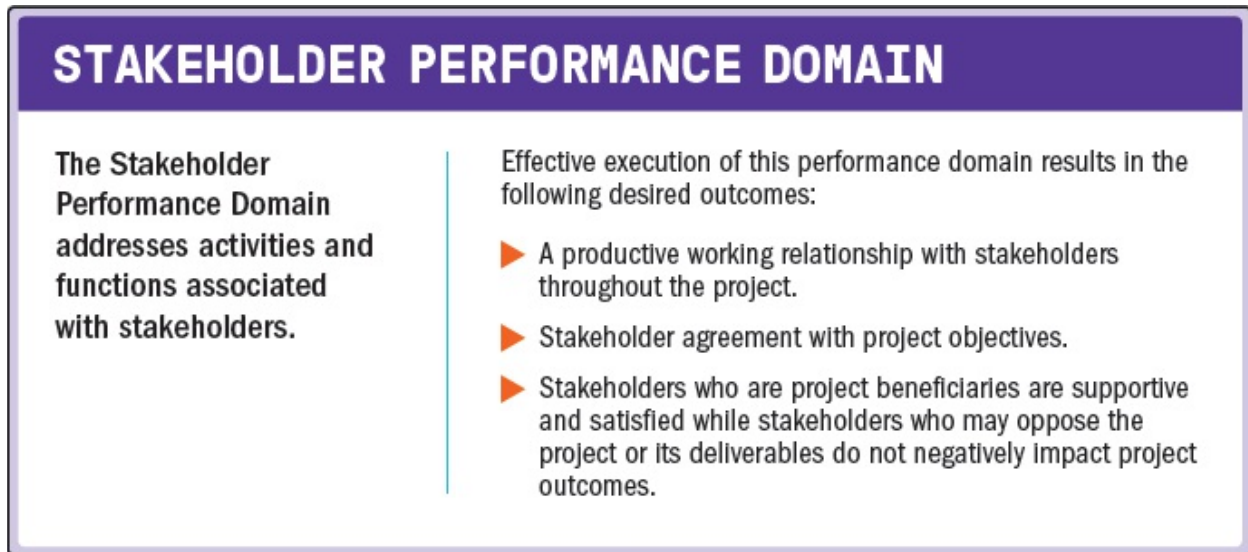 STAKEHOLDER PERFORMANCE DOMAIN
The Stakeholder
Performance Domain
addresses activities and
functions associated
with stakeholders.
Effective execution of this performance domain results in the
following desired outcomes:
A productive working relationship with stakeholders
throughout the project.
Stakeholder agreement with project objectives.
Stakeholders who are project beneficiaries are supportive
and satisfied while stakeholders who may oppose the
project or its deliverables do not negatively impact project
outcomes.